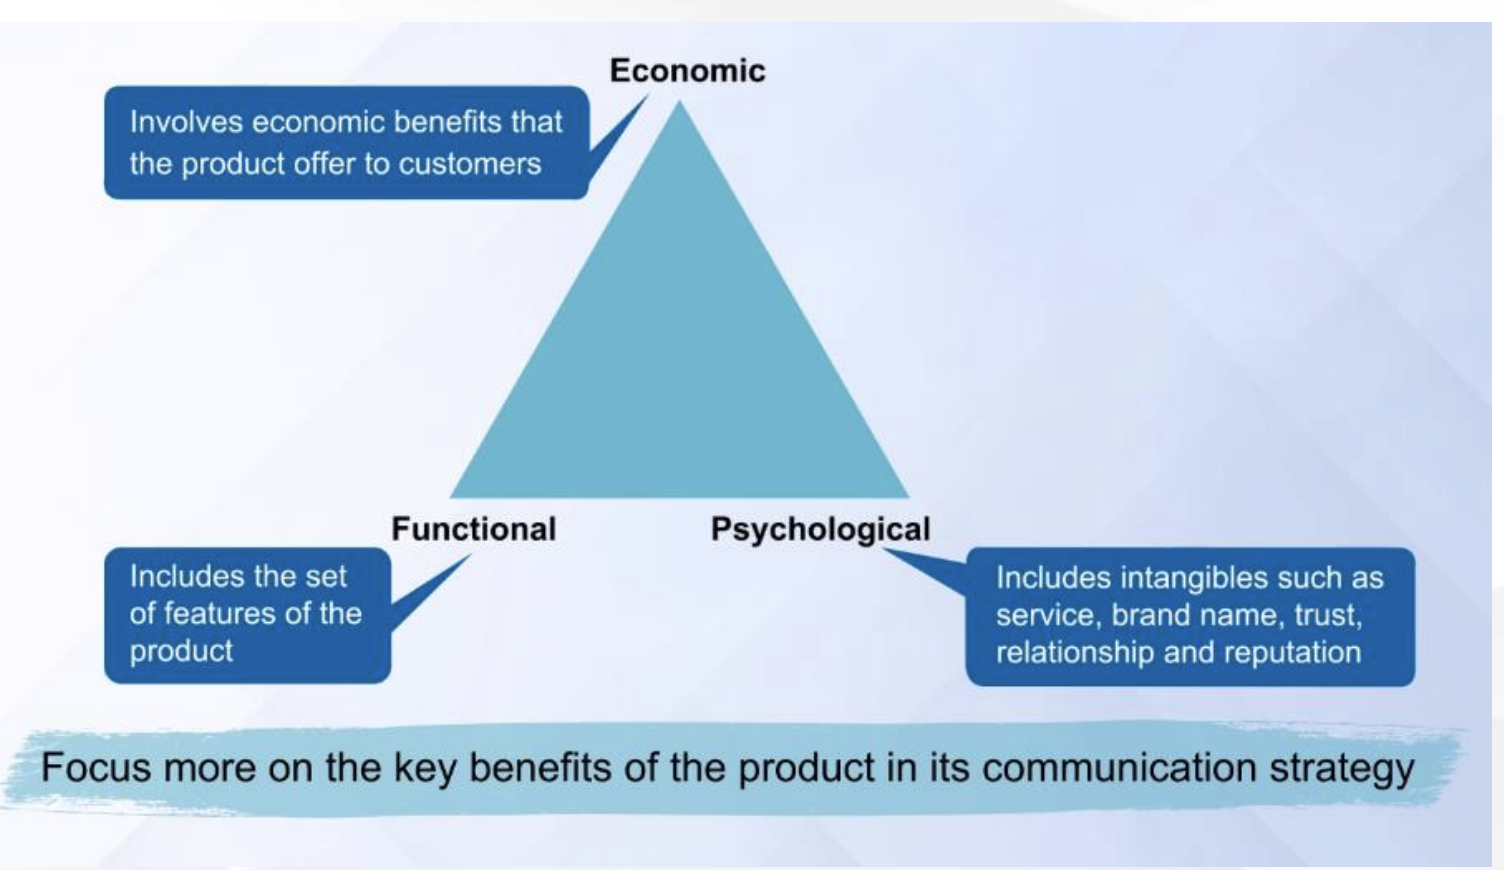 Economic
Involves economic benefits that
the product offer to customers
Functional
Psychological
Includes the set
of features of the
product
Includes intangibles such as
service, brand name, trust,
relationship and reputation
Focus more on the key benefits of the product in its communication strategy